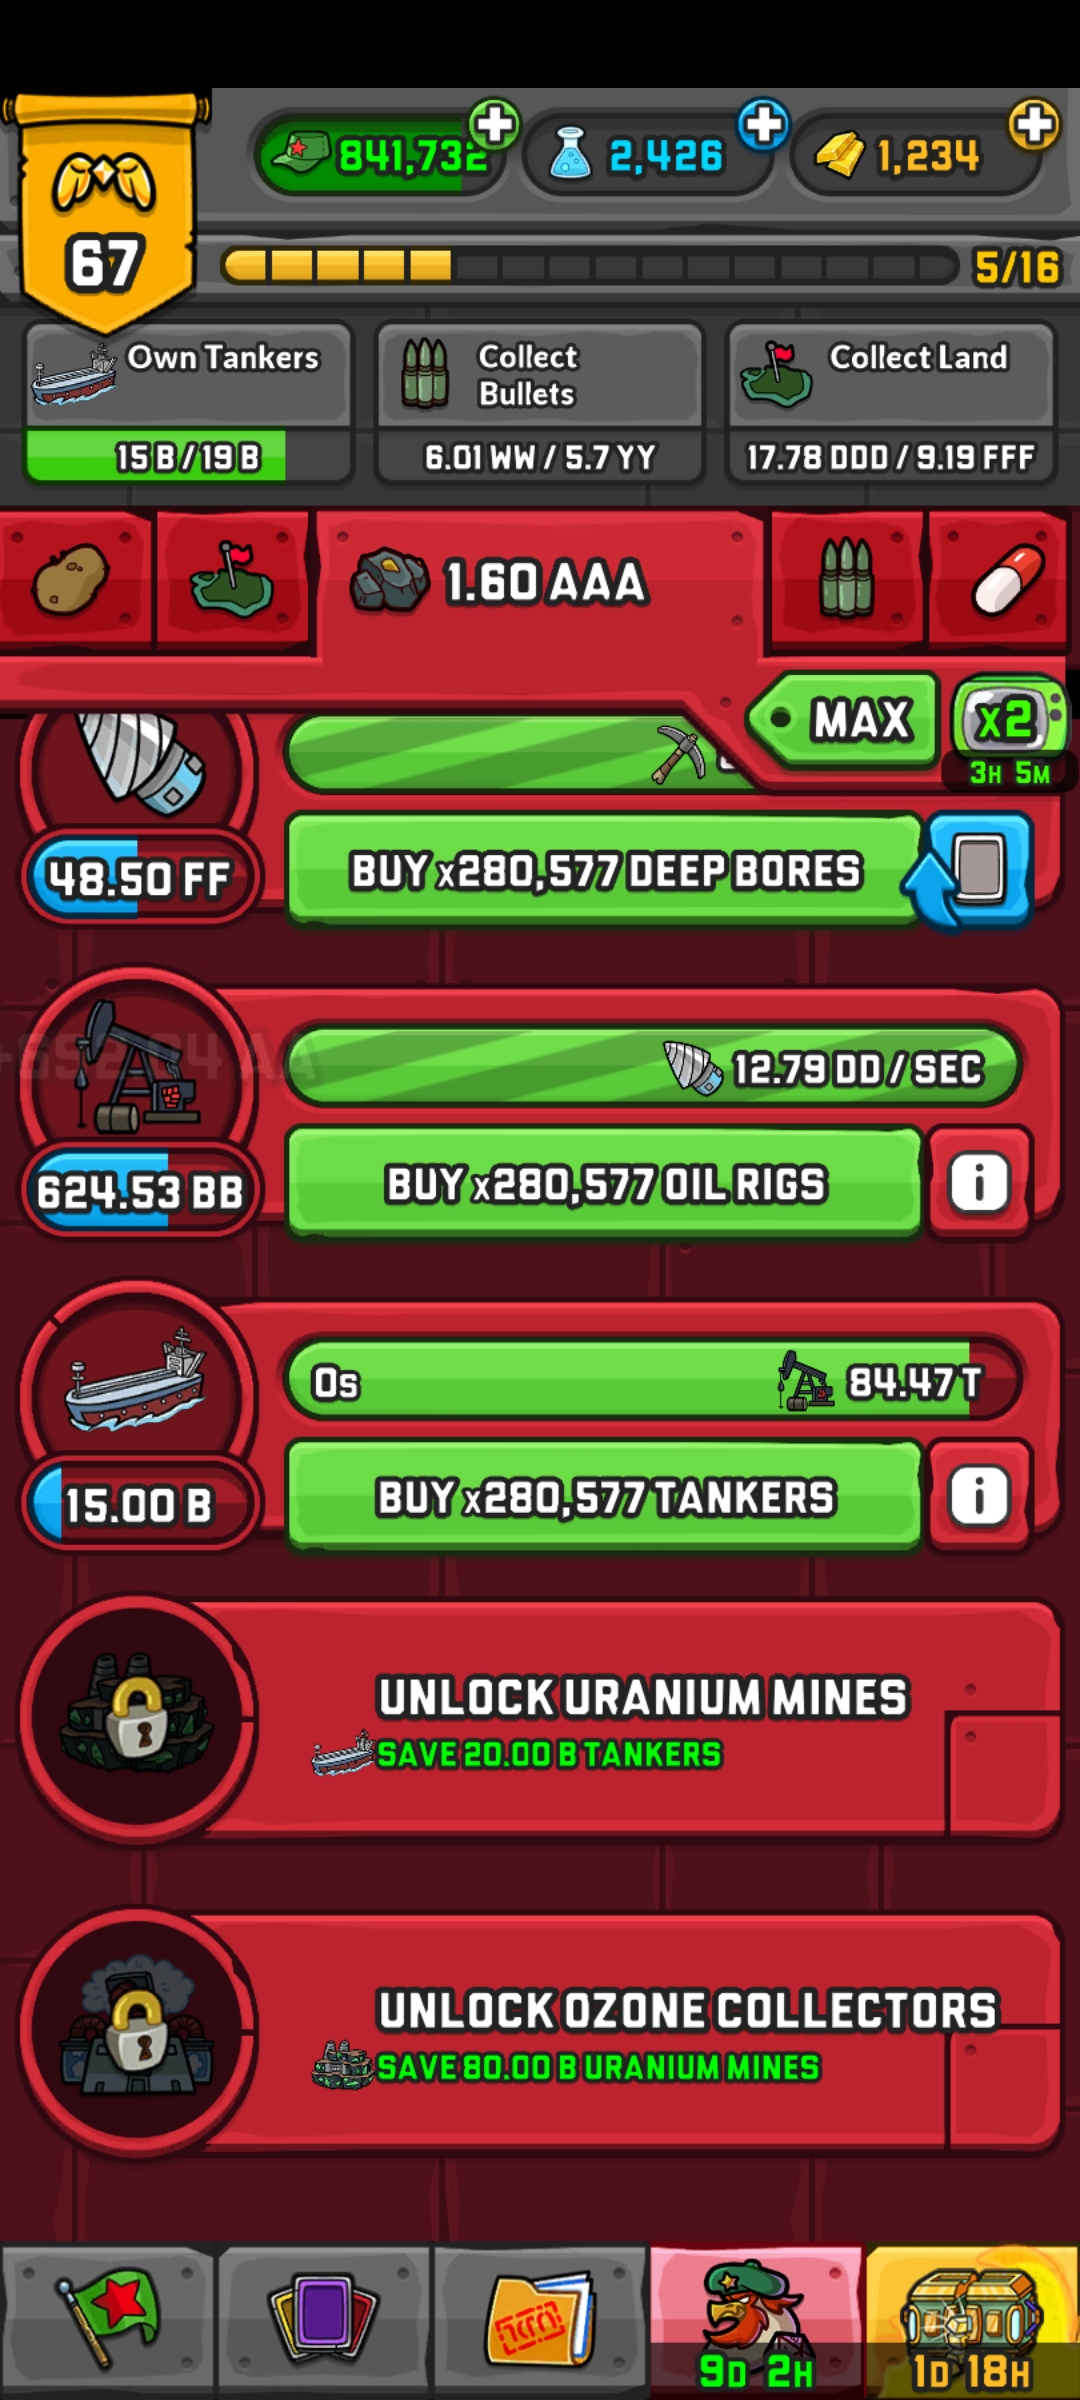 841,732
2,426
1,234
67
5/16
Own Tankers
15 B / 19 B
Collect
Bullets
6.01 WW / 5.7 YY
Collect Land
17.78 DDD / 9.19 FFF
1.60 AAA
MAX
x2
3H 5M
48.50 FF
BUY x280,577 DEEP BORES
12.79 DD / SEC
624.53 BB
BUY x280,577 OIL RIGS
i
0s
84.47 T
15.00 B
BUY x280,577 TANKERS
i
UNLOCK URANIUM MINES
SAVE 20.00 B TANKERS
UNLOCK OZONE COLLECTORS
SAVE 80.00 B URANIUM MINES
9D 2H
1D 18H